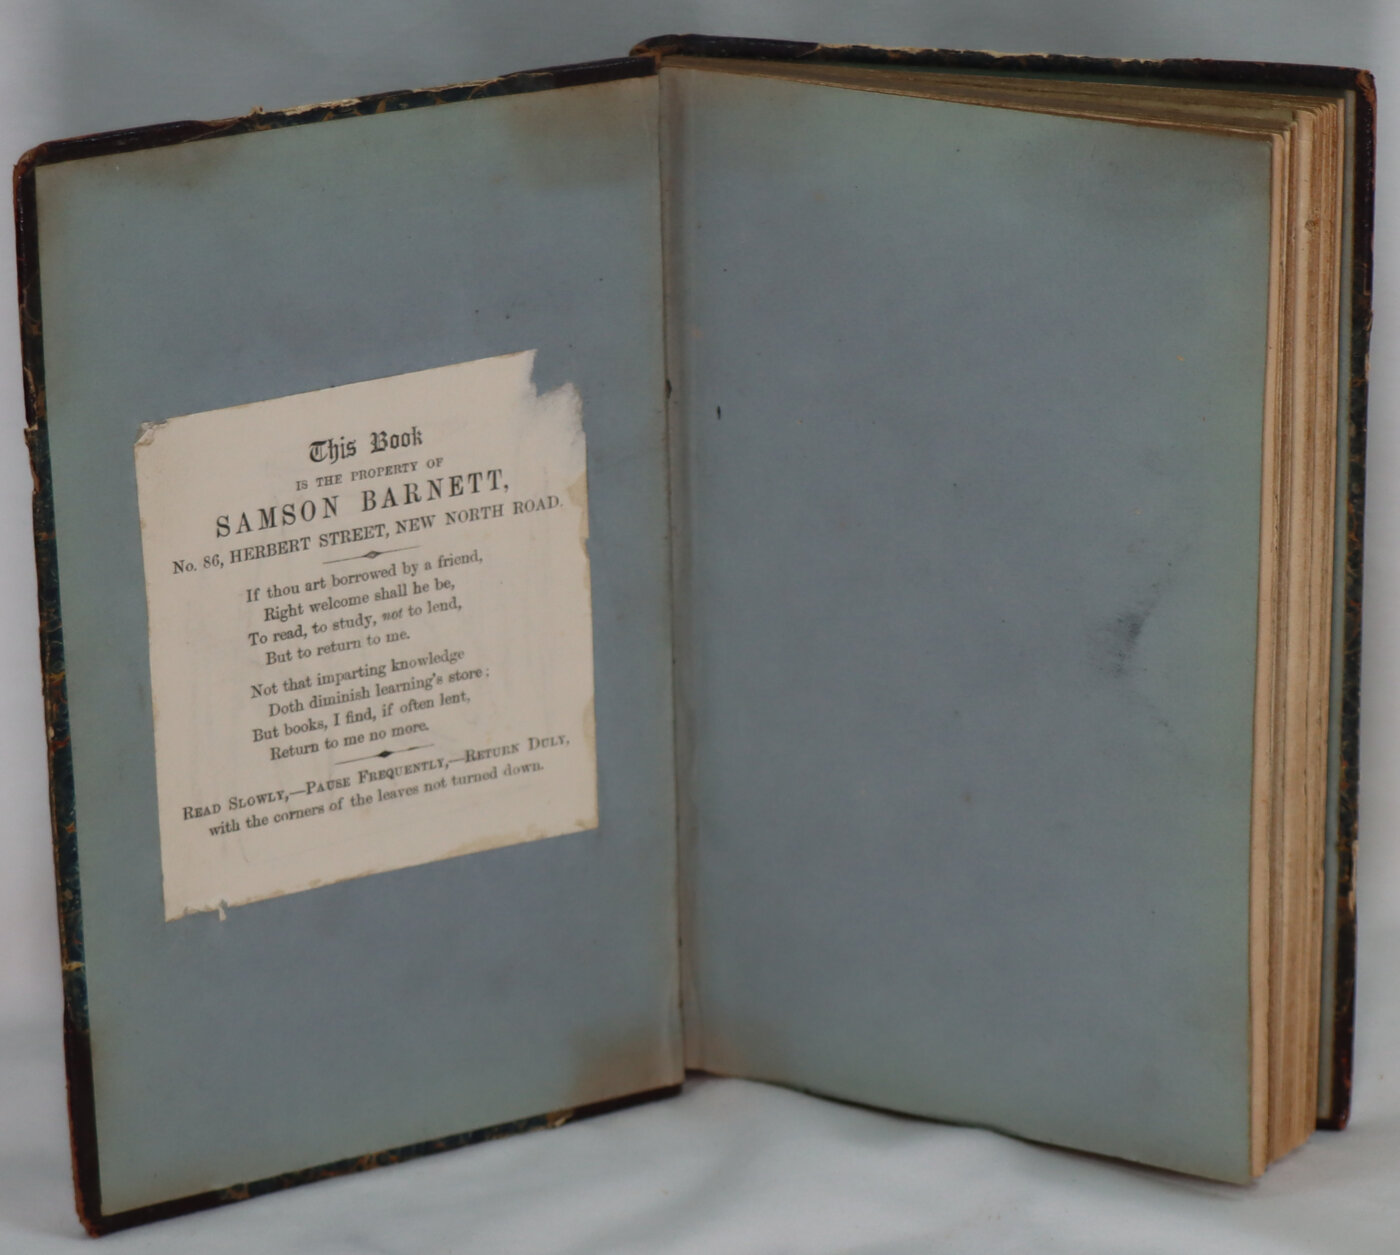 This Book
IS THE PROPERTY OF
SAMSON BARNETT,
No. 86, HERBERT STREET, NEW NORTH ROAD.
If thou art borrowed by a friend,
Right welcome shall he be,
To read, to study, not to lend,
But to return to me.
Not that imparting knowledge
Doth diminish learning's store;
But books, I find, if often lent,
Return to me no more.
READ SLOWLY,—PAUSE FREQUENTLY,—RETURN DULY,
with the corners of the leaves not turned down.